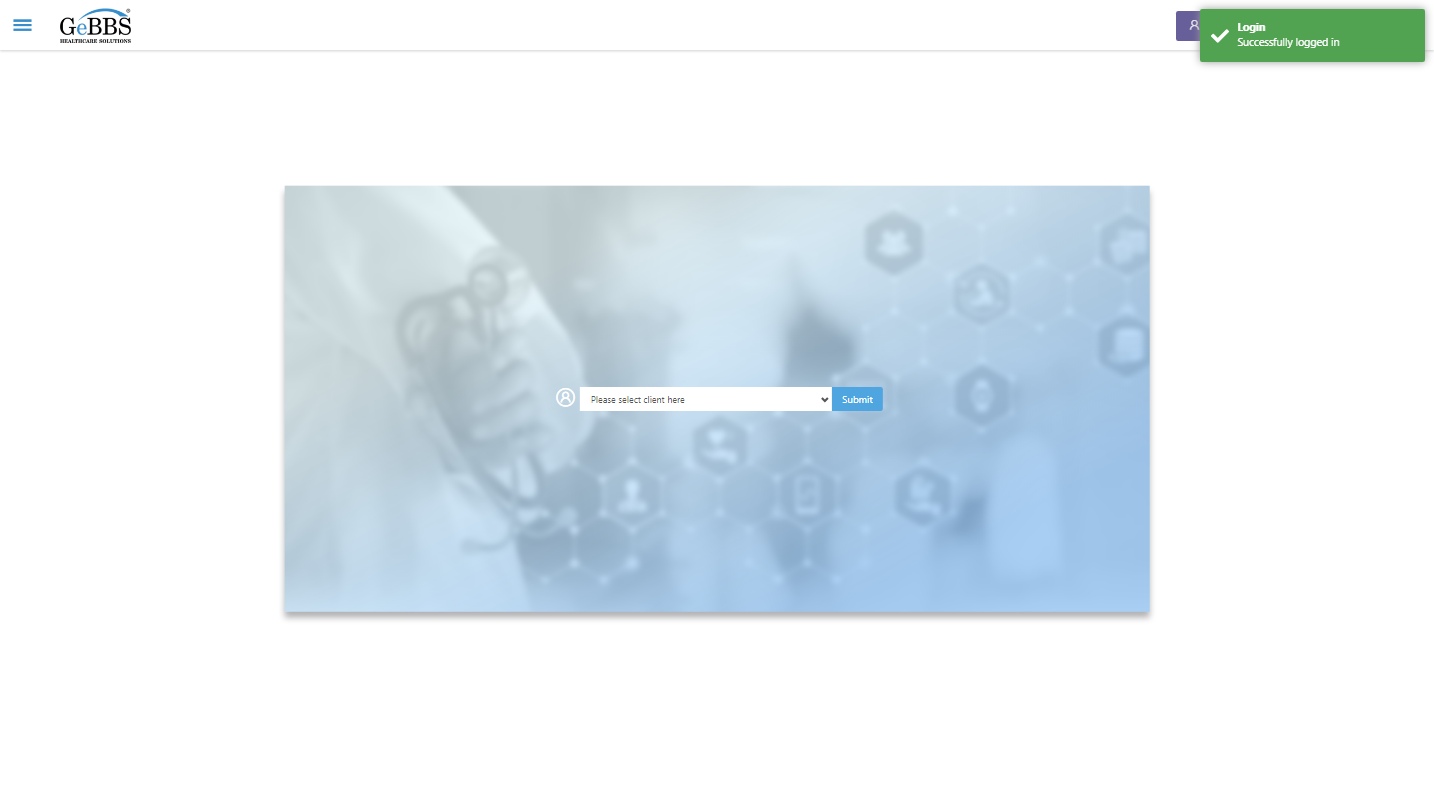 GeBBS®
HEALTHCARE SOLUTIONS
Login
Successfully logged in
Please select client here
Submit